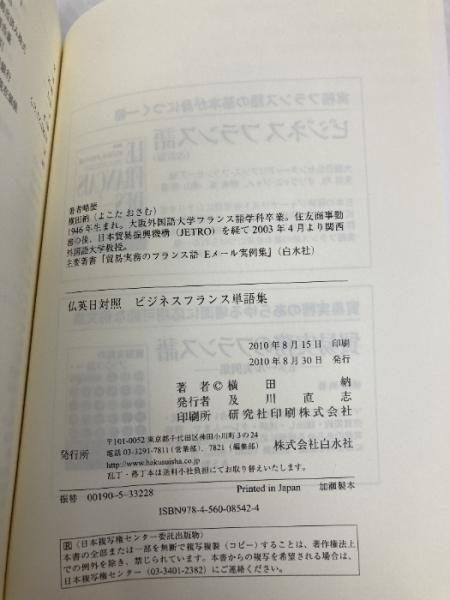 著者略歴
横田納（よこた おさむ）
1946年生まれ。大阪外国語大学フランス語学科卒業。住友商事勤
務の後、日本貿易振興機構（JETRO）を経て2003年4月より関西
外国語大学教授。
主要著書『貿易実務のフランス語 Eメール実例集』（白水社）
仏英日対照　ビジネスフランス単語集
2010年8月15日 印刷
2010年8月30日 発行
著者©横田納
発行者 及川直志
印刷所 研究社印刷株式会社
発行所
〒101-0052 東京都千代田区神田小川町3の24
電話 03-3291-7811（営業部）、7821（編集部）
http://www.hakusuisha.co.jp
乱丁・落丁本は送料小社負担にてお取り替えいたします。
株式会社白水社
振替 00190-5-33228
Printed in Japan 加瀬製本
ISBN978-4-560-08542-4
Ⓡ〈日本複写権センター委託出版物〉
本書の全部または一部を無断で複写複製（コピー）することは、著作権法上
での例外を除き、禁じられています。本書からの複写を希望される場合は、
日本複写権センター（03-3401-2382）にご連絡ください。